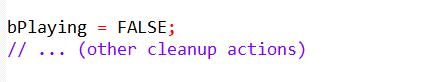 bPlaying = FALSE;
// ... (other cleanup actions)